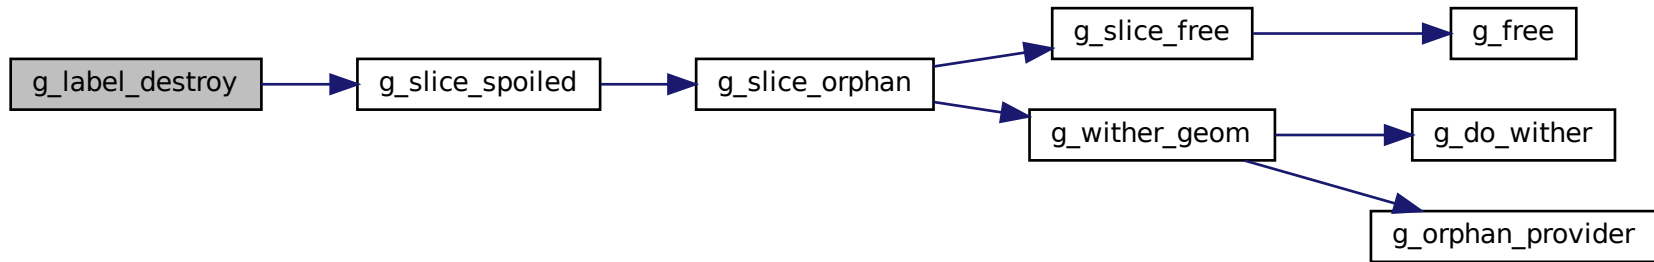 g_label_destroy
g_slice_spoiled
g_slice_orphan
g_slice_free
g_free
g_wither_geom
g_do_wither
g_orphan_provider